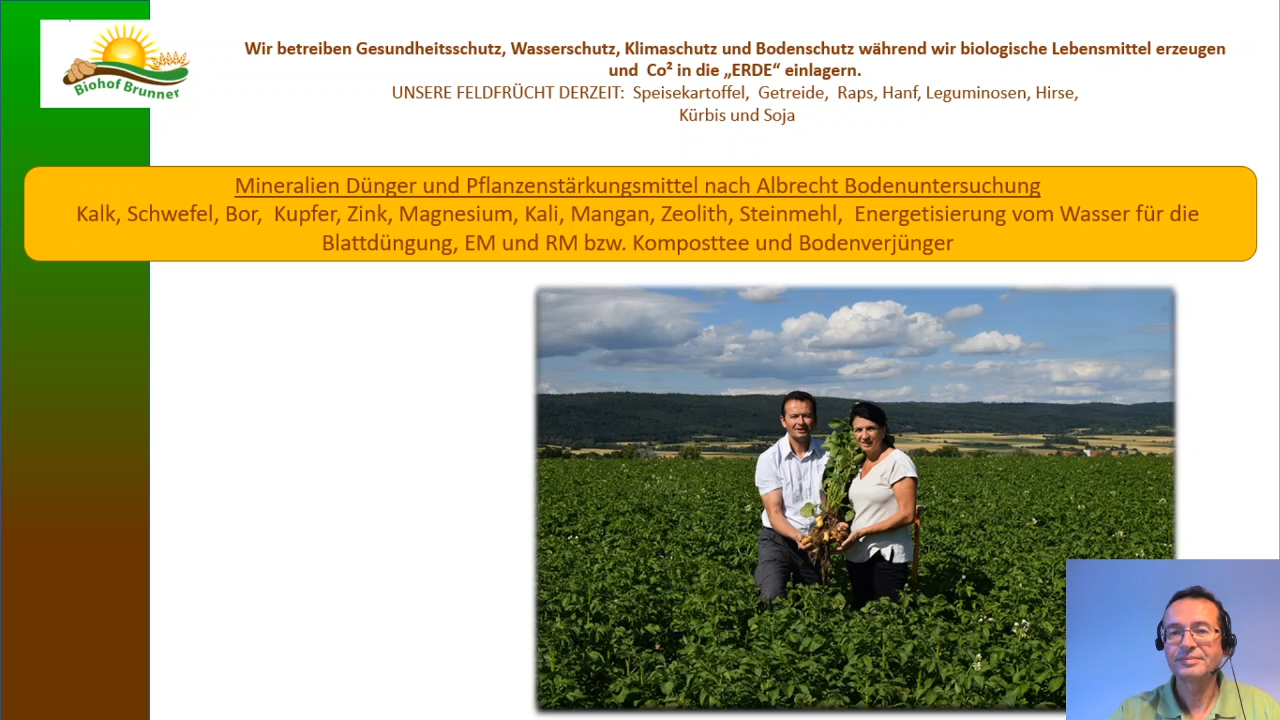 Biohof Brunner
Wir betreiben Gesundheitsschutz, Wasserschutz, Klimaschutz und Bodenschutz während wir biologische Lebensmittel erzeugen
und Co² in die „ERDE“ einlagern.
UNSERE FELDFRÜCHT DERZEIT: Speisekartoffel, Getreide, Raps, Hanf, Leguminosen, Hirse,
Kürbis und Soja
Mineralien Dünger und Pflanzenstärkungsmittel nach Albrecht Bodenuntersuchung
Kalk, Schwefel, Bor, Kupfer, Zink, Magnesium, Kali, Mangan, Zeolith, Steinmehl, Energetisierung vom Wasser für die
Blattdüngung, EM und RM bzw. Komposttee und Bodenverjünger